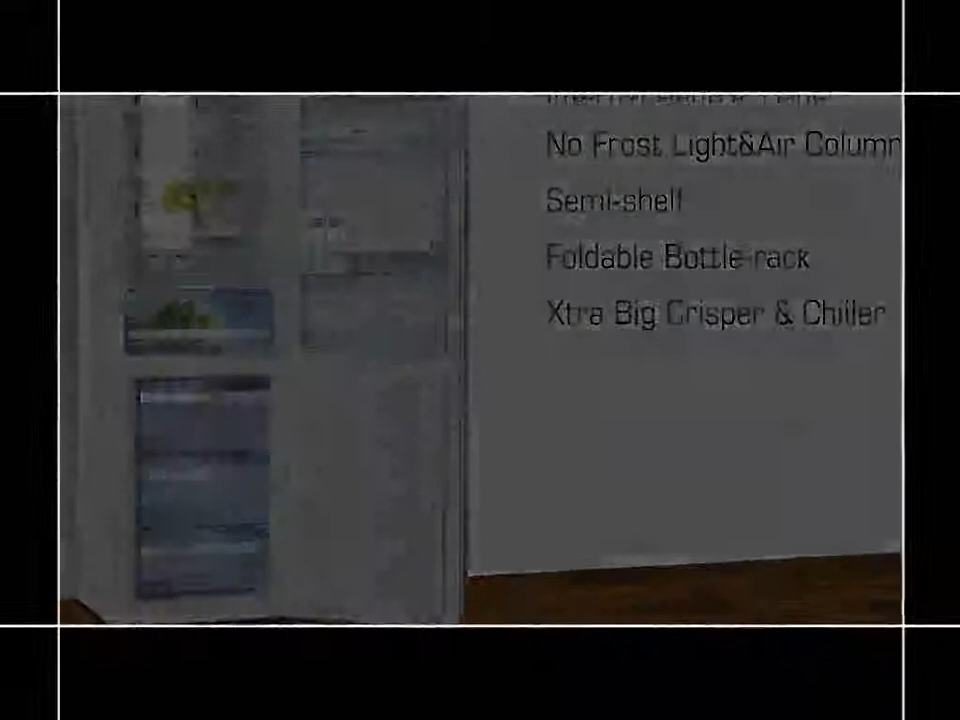 No Frost Light&Air Column
Semi-shelf
Foldable Bottle-rack
Xtra Big Crisper & Chiller